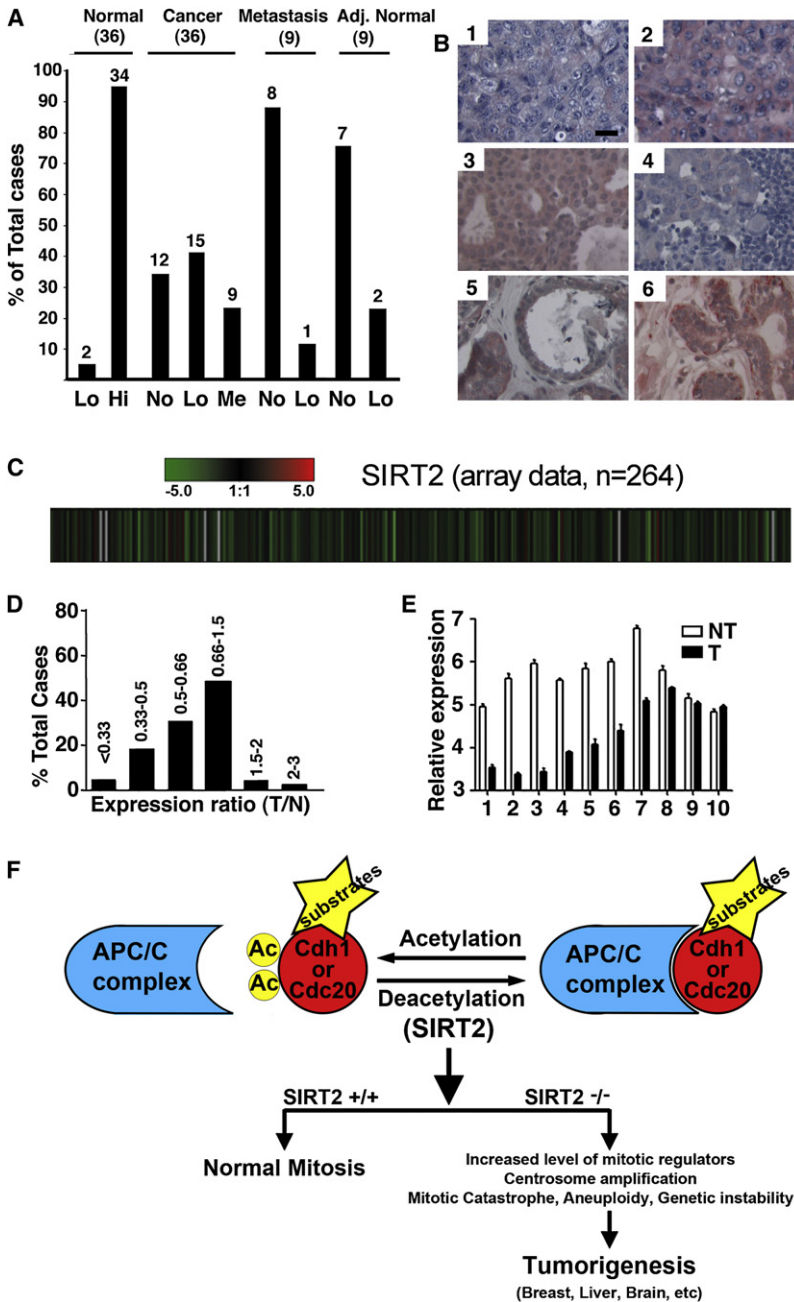 A
Normal Cancer Metastasis Adj. Normal
(36) (36) (9) (9)
% of Total cases
100
90
80
70
60
50
40
30
20
10
2 34 12 15 9 8 1 7 2
Lo Hi No Lo Me No Lo No Lo
B
1 2
3 4
5 6
C
-5.0 1:1 5.0
SIRT2 (array data, n=264)
D
% Total Cases
80
60
40
20
0
<0.33
0.33-0.5
0.5-0.66
0.66-1.5
1.5-2
2-3
Expression ratio (T/N)
E
Relative expression
7
6
5
4
3
NT
T
1 2 3 4 5 6 7 8 9 10
F
APC/C
complex
Ac
Ac
substrates
Cdh1
or
Cdc20
Acetylation
Deacetylation
(SIRT2)
APC/C
complex
substrates
Cdh1
or
Cdc20
SIRT2 +/+ SIRT2 -/-
Normal Mitosis
Increased level of mitotic regulators
Centrosome amplification
Mitotic Catastrophe, Aneuploidy, Genetic instability
Tumorigenesis
(Breast, Liver, Brain, etc)